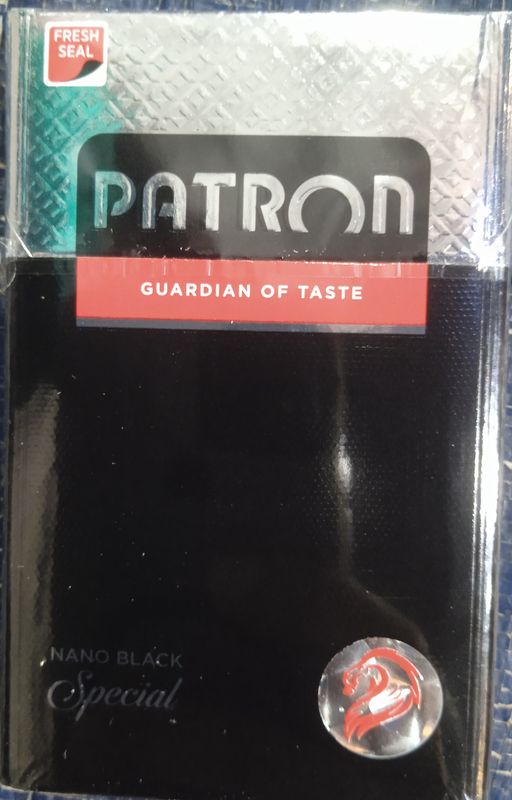 FRESH
SEAL
PATRON
GUARDIAN OF TASTE
NANO BLACK
Special